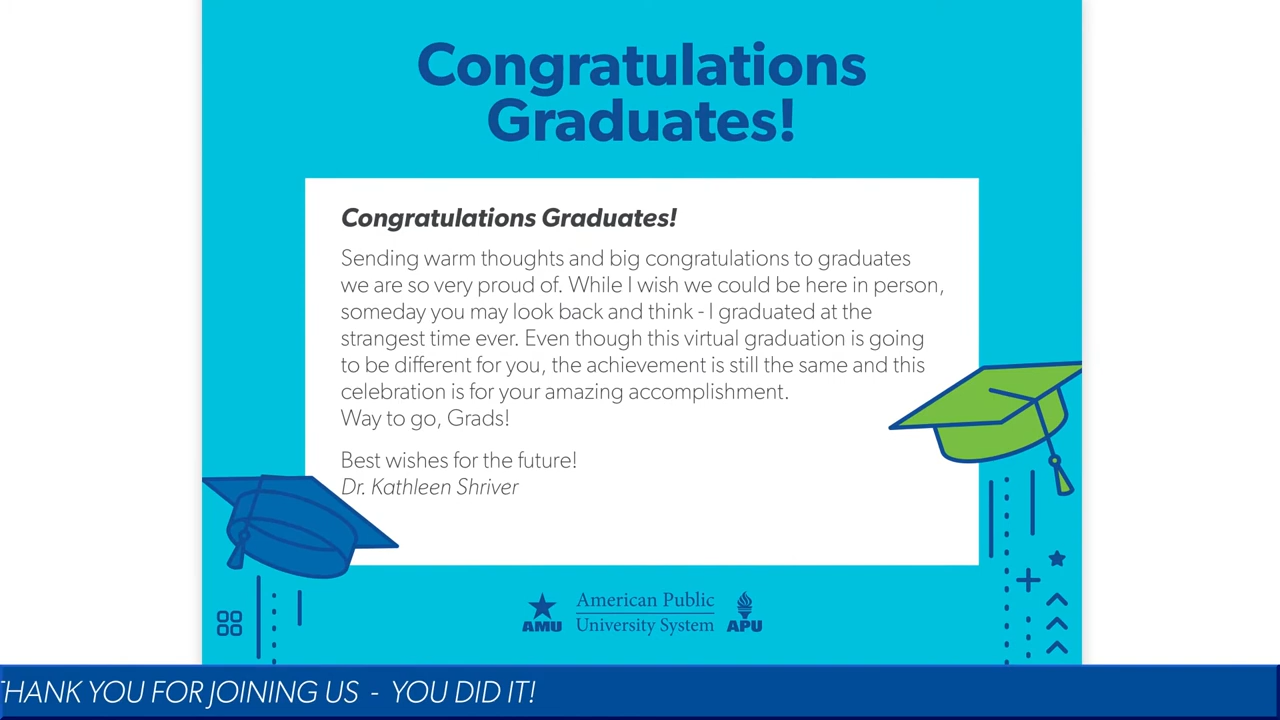 Congratulations
Graduates!
Congratulations Graduates!
Sending warm thoughts and big congratulations to graduates
we are so very proud of. While I wish we could be here in person,
someday you may look back and think - I graduated at the
strangest time ever. Even though this virtual graduation is going
to be different for you, the achievement is still the same and this
celebration is for your amazing accomplishment.
Way to go, Grads!
Best wishes for the future!
Dr. Kathleen Shriver
AMU
American Public
University System
APU
THANK YOU FOR JOINING US - YOU DID IT!